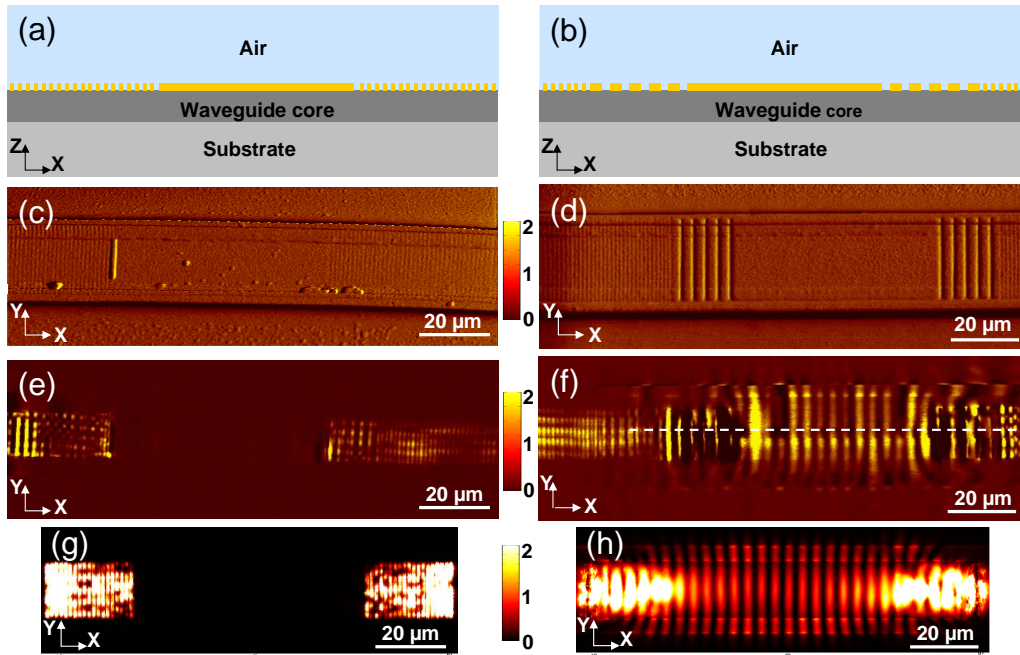 (a)
Air
Waveguide core
Substrate
Z
X
(b)
Air
Waveguide core
Substrate
Z
X
(c)
Y
X
20 µm
2
1
0
(d)
Y
X
20 µm
(e)
Y
X
20 µm
2
1
0
(f)
Y
X
20 µm
(g)
Y
X
20 µm
2
1
0
(h)
Y
X
20 µm